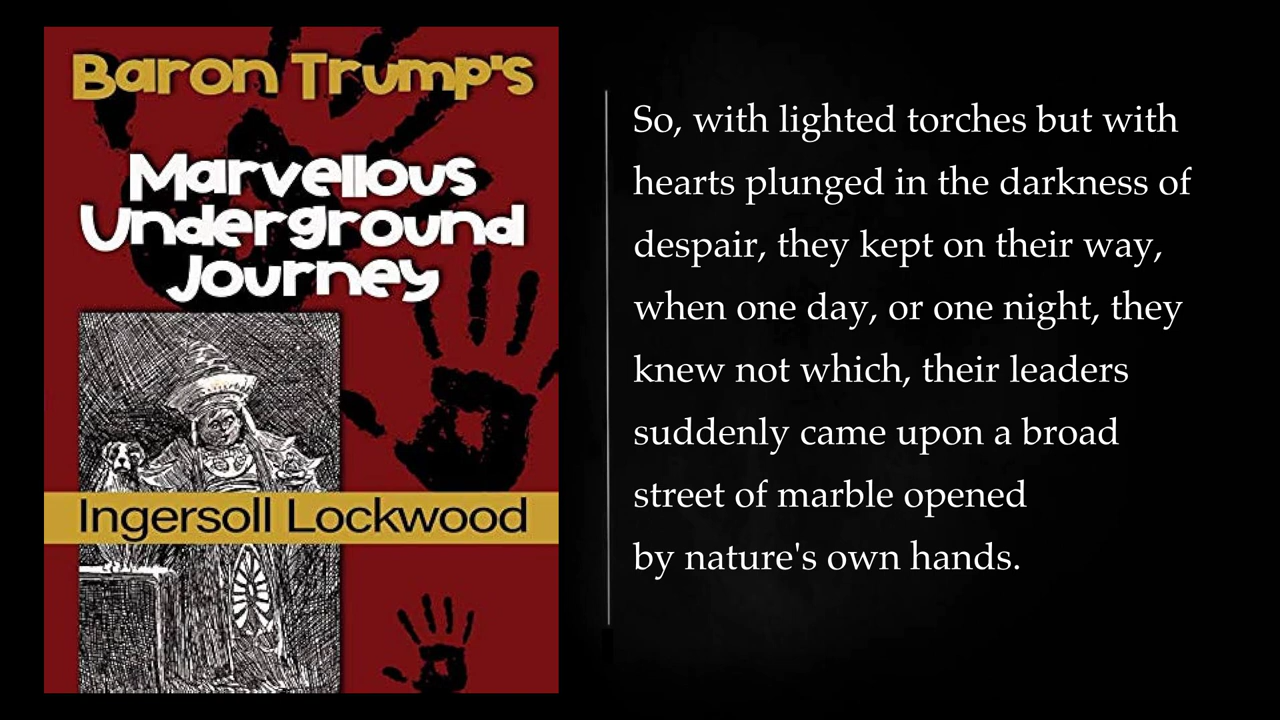 Baron Trump's
Marvellous
Underground
Journey
Ingersoll Lockwood
So, with lighted torches but with
hearts plunged in the darkness of
despair, they kept on their way,
when one day, or one night, they
knew not which, their leaders
suddenly came upon a broad
street of marble opened
by nature's own hands.